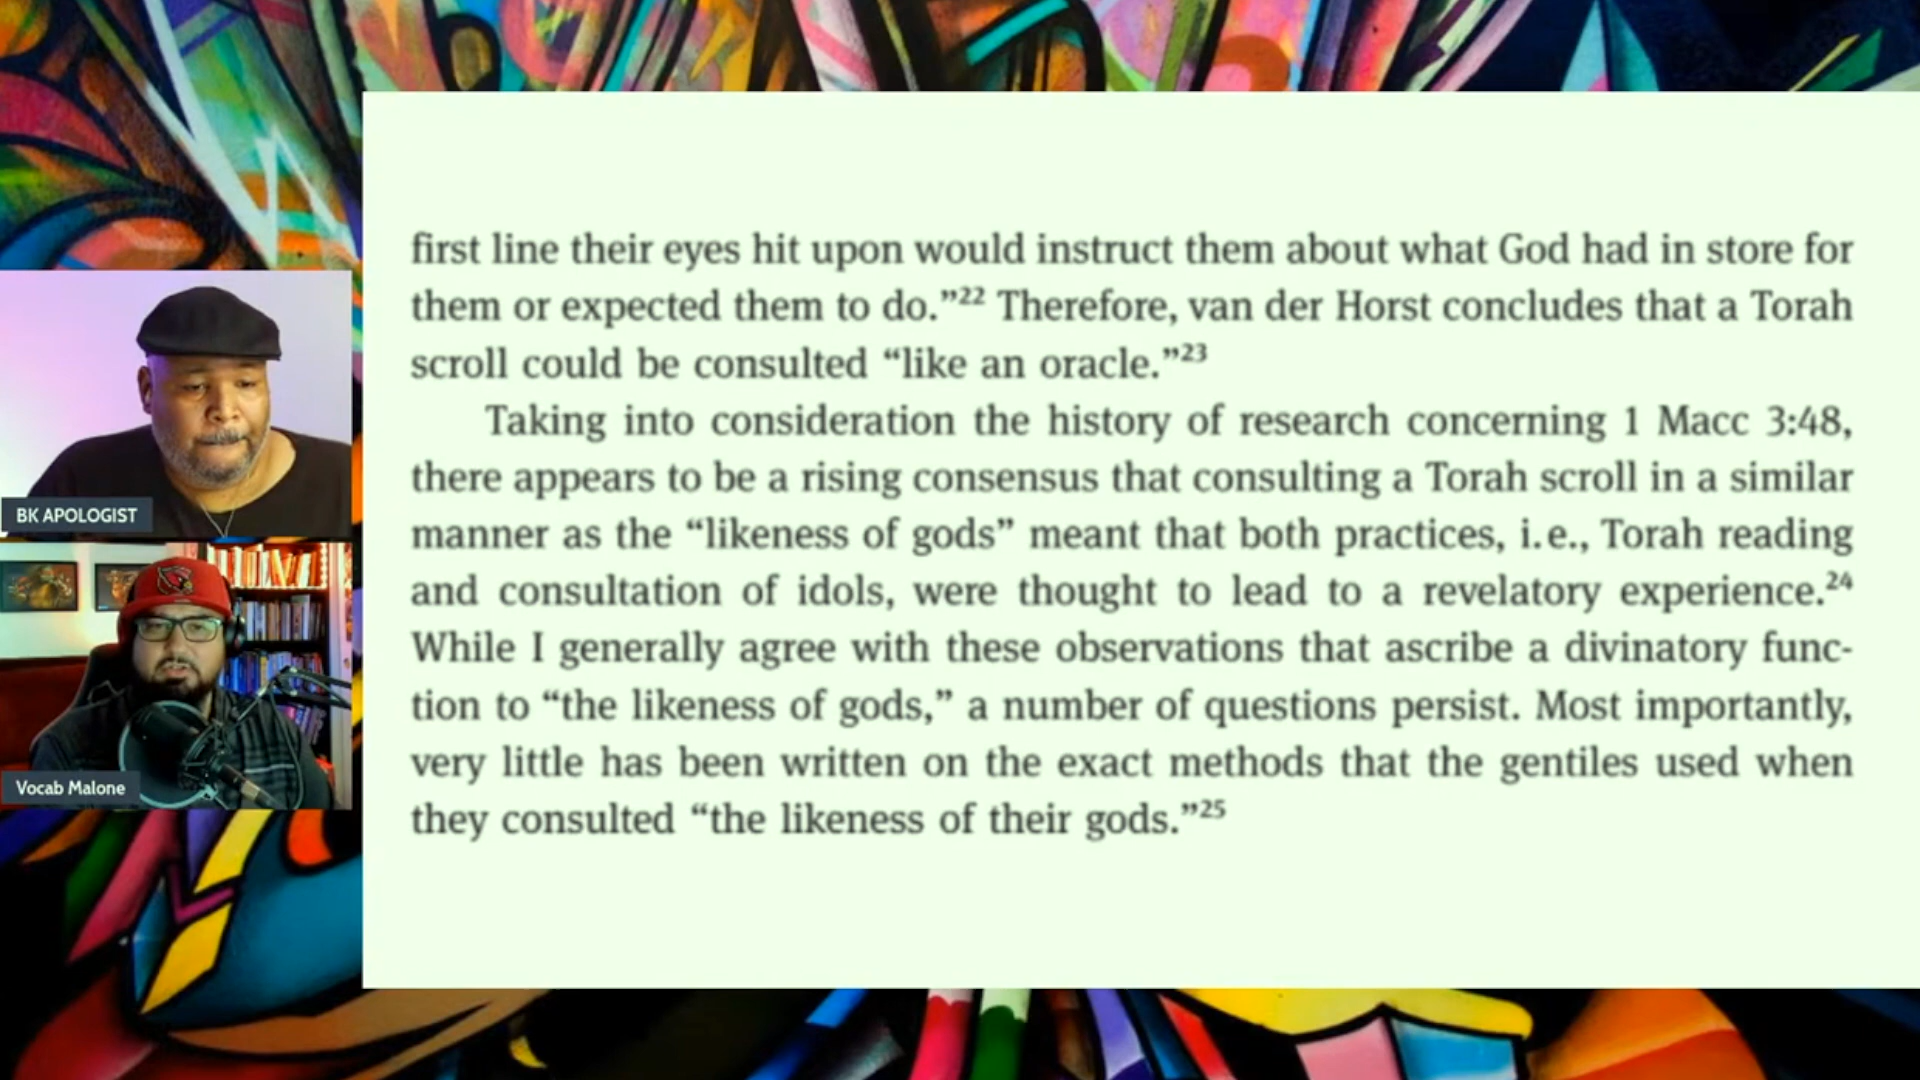 first line their eyes hit upon would instruct them about what God had in store for
them or expected them to do.”²² Therefore, van der Horst concludes that a Torah
scroll could be consulted “like an oracle.”²³
Taking into consideration the history of research concerning 1 Macc 3:48,
there appears to be a rising consensus that consulting a Torah scroll in a similar
manner as the “likeness of gods” meant that both practices, i.e., Torah reading
and consultation of idols, were thought to lead to a revelatory experience.²⁴
While I generally agree with these observations that ascribe a divinatory func-
tion to “the likeness of gods,” a number of questions persist. Most importantly,
very little has been written on the exact methods that the gentiles used when
they consulted “the likeness of their gods.”²⁵
BK APOLOGIST
Vocab Malone